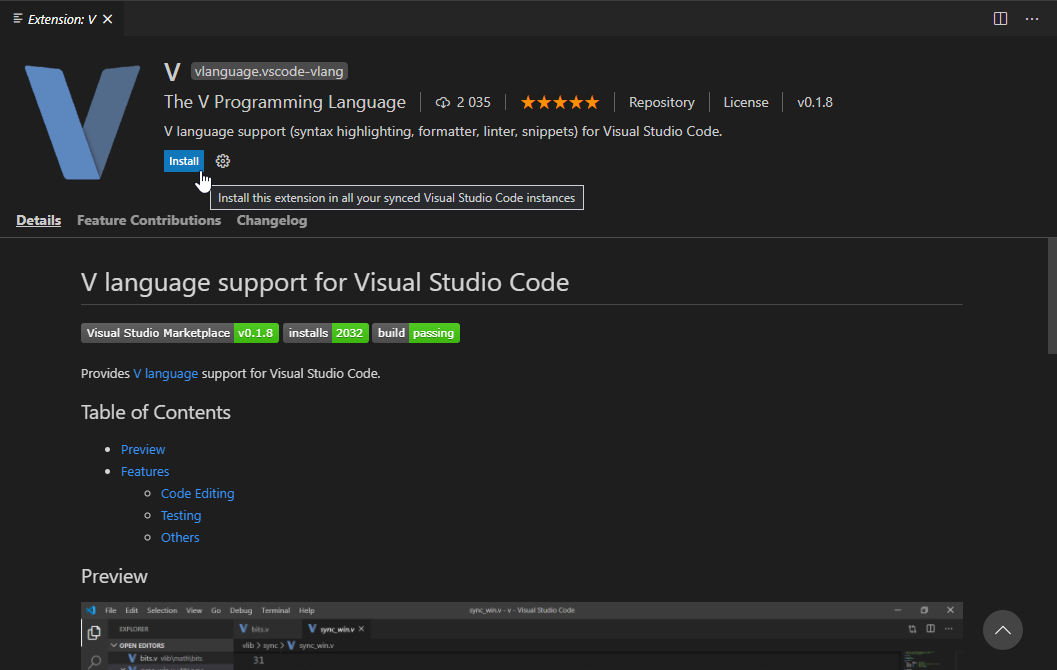 Extension: V
V vlanguage.vscode-vlang
The V Programming Language 2 035 Repository License v0.1.8
V language support (syntax highlighting, formatter, linter, snippets) for Visual Studio Code.
Install
Install this extension in all your synced Visual Studio Code instances
Details Feature Contributions Changelog
V language support for Visual Studio Code
Visual Studio Marketplace v0.1.8 installs 2032 build passing
Provides V language support for Visual Studio Code.
Table of Contents
Preview
Features
Code Editing
Testing
Others
Preview
File Edit Selection View Go Debug Terminal Help sync_win.v - v - Visual Studio Code
EXPLORER bits.v sync_win.v
OPEN EDITORS vlib > sync > sync_win.v
bits.v vlib\math\bits 31